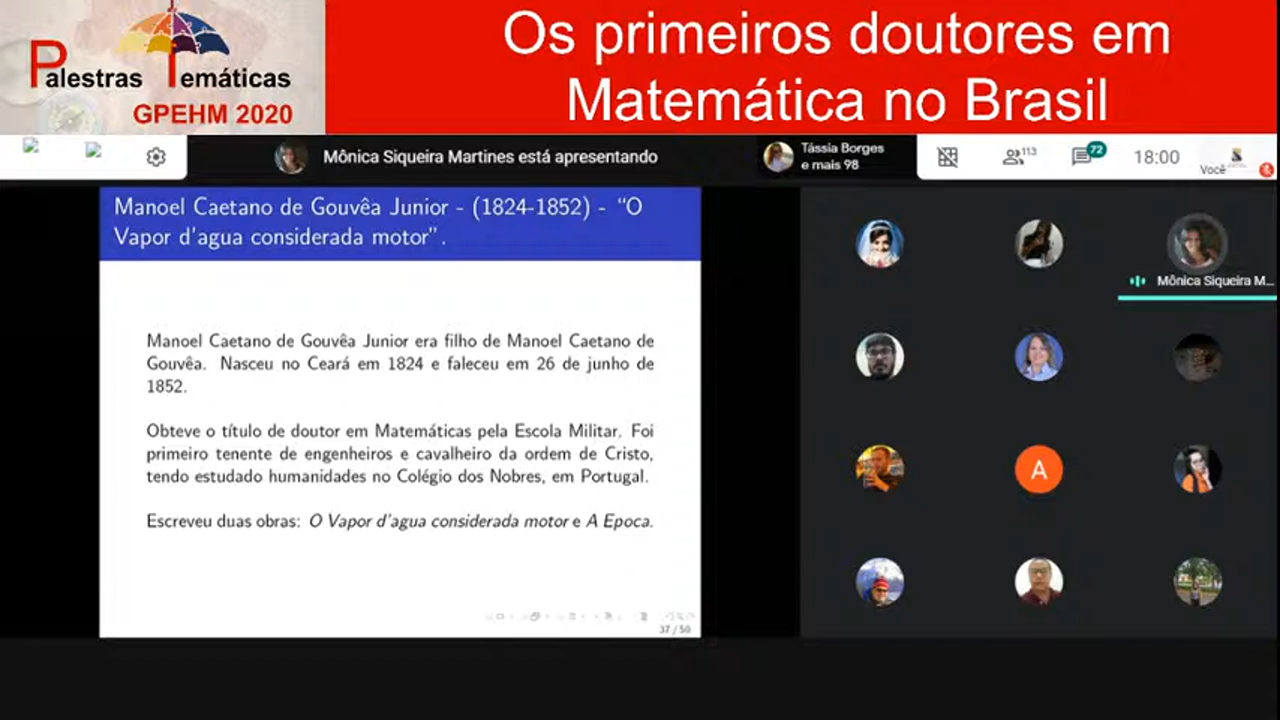 Palestras Temáticas
GPEHM 2020
Os primeiros doutores em
Matemática no Brasil
Mônica Siqueira Martines está apresentando
Tássia Borges
e mais 98
113
72
18:00
Você
Manoel Caetano de Gouvêa Junior - (1824-1852) - “O
Vapor d'agua considerada motor”.
Mônica Siqueira M...
Manoel Caetano de Gouvêa Junior era filho de Manoel Caetano de
Gouvêa. Nasceu no Ceará em 1824 e faleceu em 26 de junho de
1852.
Obteve o título de doutor em Matemáticas pela Escola Militar. Foi
primeiro tenente de engenheiros e cavalheiro da ordem de Cristo,
tendo estudado humanidades no Colégio dos Nobres, em Portugal.
A
Escreveu duas obras: O Vapor d'agua considerada motor e A Epoca.
37 / 50